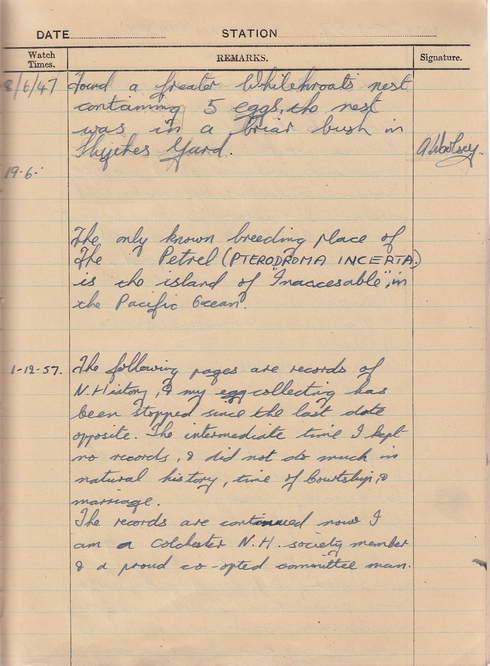 DATE STATION
Watch Times. REMARKS. Signature.
8/6/47 Found a Greater Whitethroats nest
containing 5 eggs, the nest
was in a briar bush in
Yard. A Woolsey.
19.6.
The only known breeding place of
The Petrel (PTERODROMA INCERTA)
is the island of "Inaccesable", in
the Pacific Ocean.
1-12-57. The following pages are records of
N. History, & my egg collecting has
been stopped since the last date
opposite. The intermediate time I kept
no records, & did not do much in
natural history, time of Courtship, &
marriage.
The records are continued now I
am a Colchester N.H. society member
& a proud co-opted committee man.